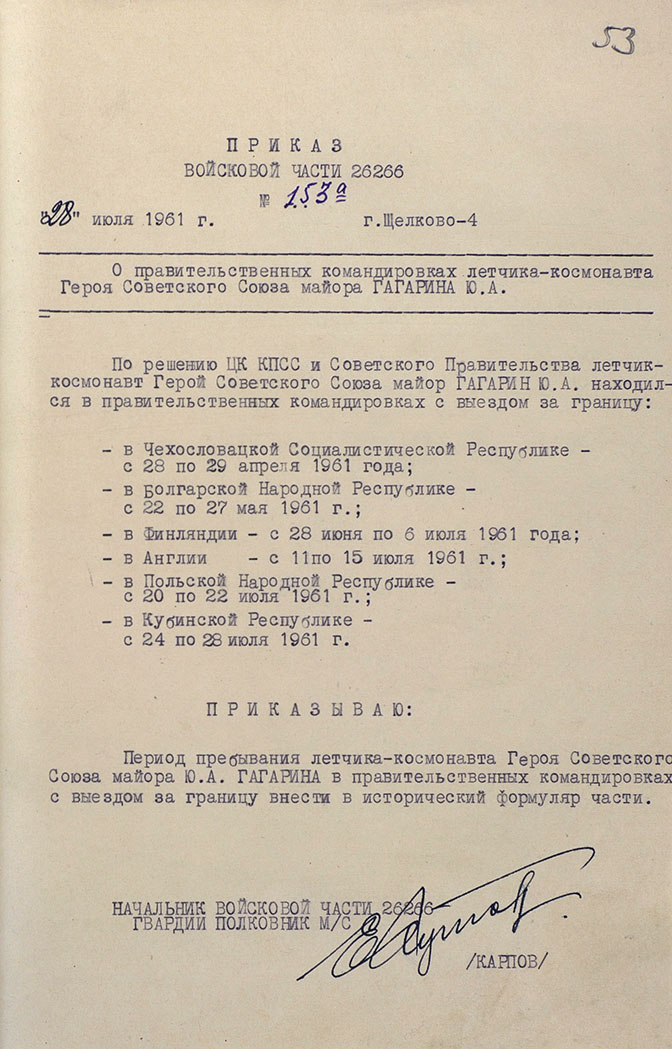 53
П Р И К А З
ВОЙСКОВОЙ ЧАСТИ 26266
№ 153а
"28" июля 1961 г. г.Щелково-4
О правительственных командировках летчика-космонавта
Героя Советского Союза майора ГАГАРИНА Ю.А.
По решению ЦК КПСС и Советского Правительства летчик-
космонавт Герой Советского Союза майор ГАГАРИН Ю.А. находил-
ся в правительственных командировках с выездом за границу:
- в Чехословацкой Социалистической Республике -
с 28 по 29 апреля 1961 года;
- в Болгарской Народной Республике -
с 22 по 27 мая 1961 г.;
- в Финляндии - с 28 июня по 6 июля 1961 года;
- в Англии - с 11по 15 июля 1961 г.;
- в Польской Народной Республике -
с 20 по 22 июля 1961 г.;
- в Кубинской Республике -
с 24 по 28 июля 1961 г.
П Р И К А З Ы В А Ю:
Период пребывания летчика-космонавта Героя Советского
Союза майора Ю.А. ГАГАРИНА в правительственных командировках
с выездом за границу внести в исторический формуляр части.
НАЧАЛЬНИК ВОЙСКОВОЙ ЧАСТИ 26266
ГВАРДИИ ПОЛКОВНИК М/С
/КАРПОВ/